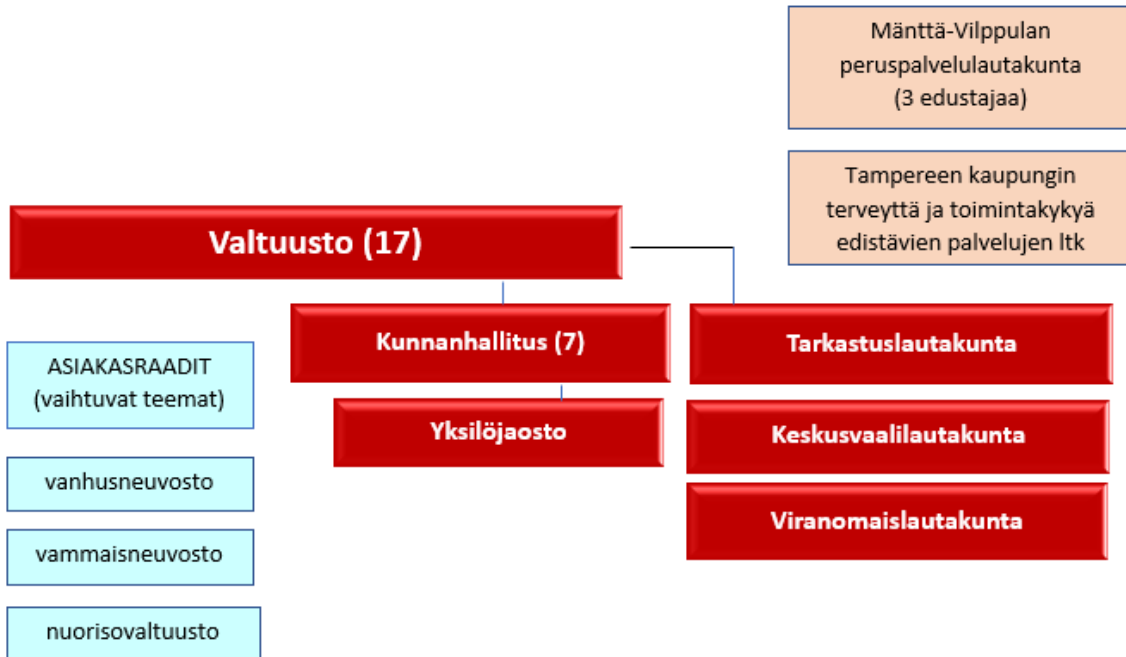 Mänttä-Vilppulan
peruspalvelulautakunta
(3 edustajaa)
Tampereen kaupungin
terveyttä ja toimintakykyä
edistävien palvelujen ltk
Valtuusto (17)
Kunnanhallitus (7)
Tarkastuslautakunta
ASIAKASRAADIT
(vaihtuvat teemat)
Yksilöjaosto
Keskusvaalilautakunta
vanhusneuvosto
Viranomaislautakunta
vammaisneuvosto
nuorisovaltuusto